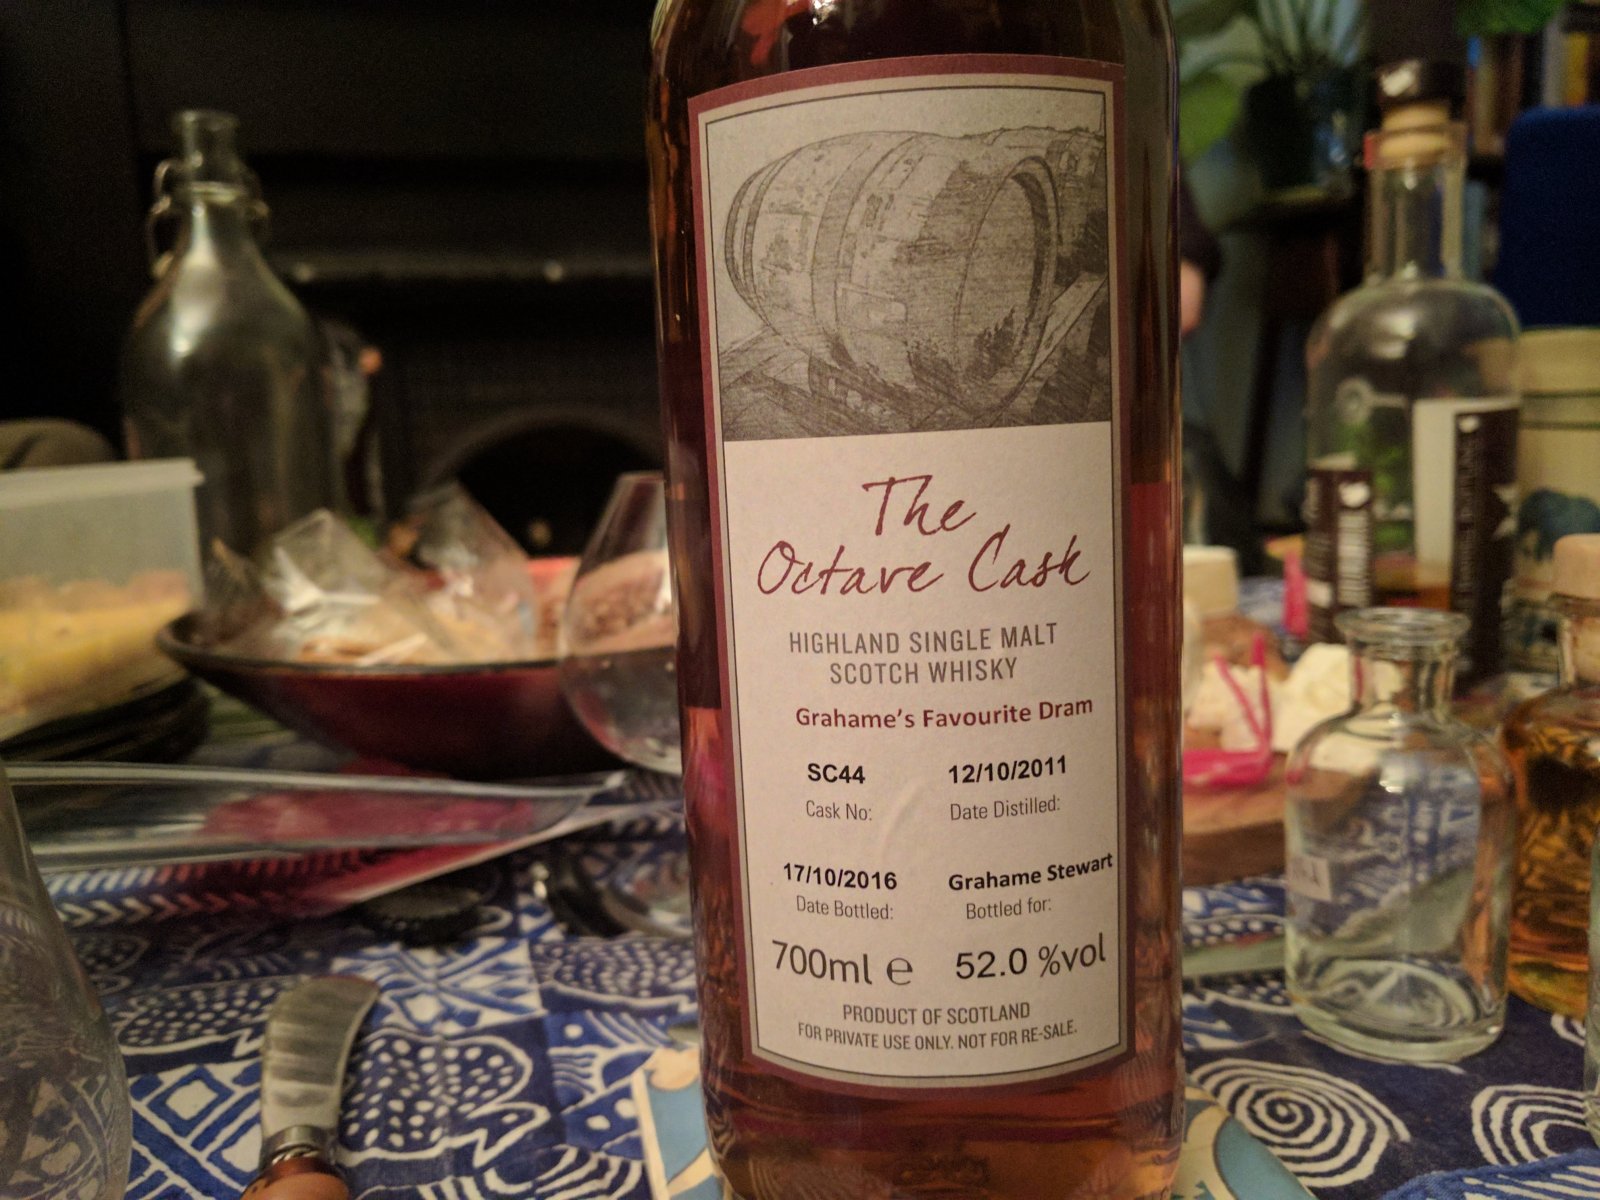 The
Octave Cask
HIGHLAND SINGLE MALT
SCOTCH WHISKY
Grahame's Favourite Dram
SC44 12/10/2011
Cask No: Date Distilled:
17/10/2016 Grahame Stewart
Date Bottled: Bottled for:
700ml e 52.0 %vol
PRODUCT OF SCOTLAND
FOR PRIVATE USE ONLY. NOT FOR RE-SALE.